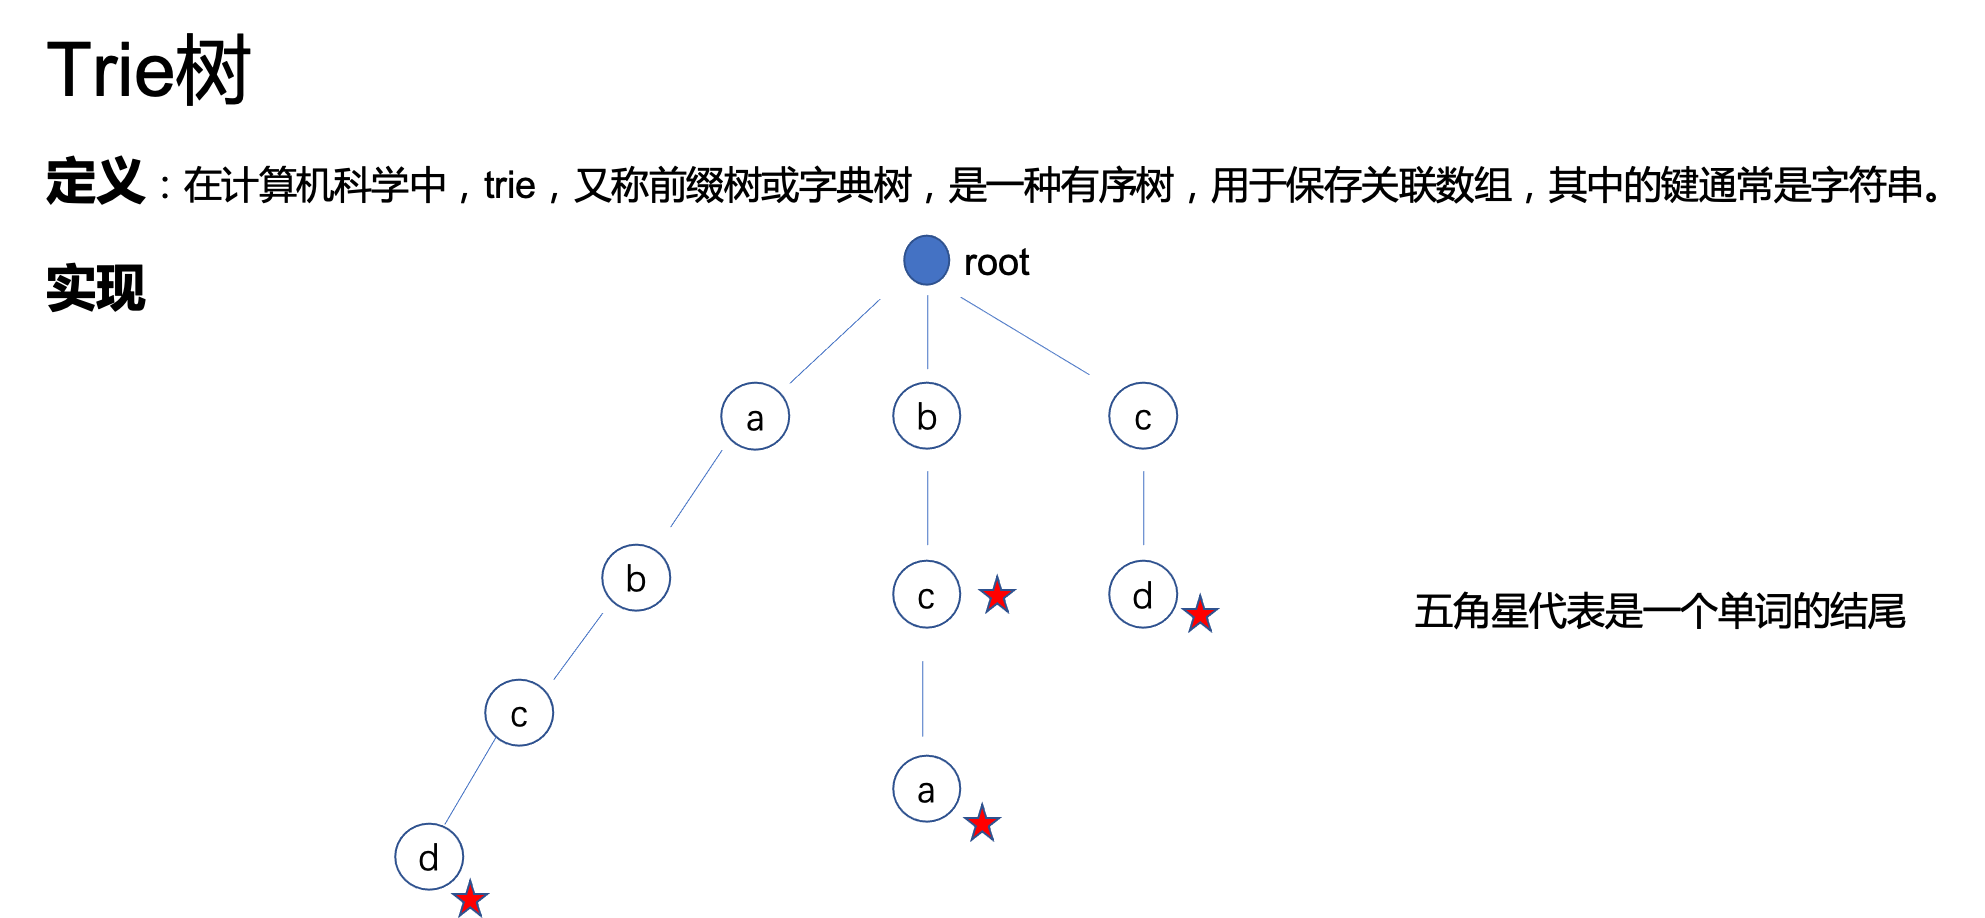 Trie树
定义：在计算机科学中，trie，又称前缀树或字典树，是一种有序树，用于保存关联数组，其中的键通常是字符串。
root
实现
a
b
c
b
c
d
五角星代表是一个单词的结尾
c
a
d